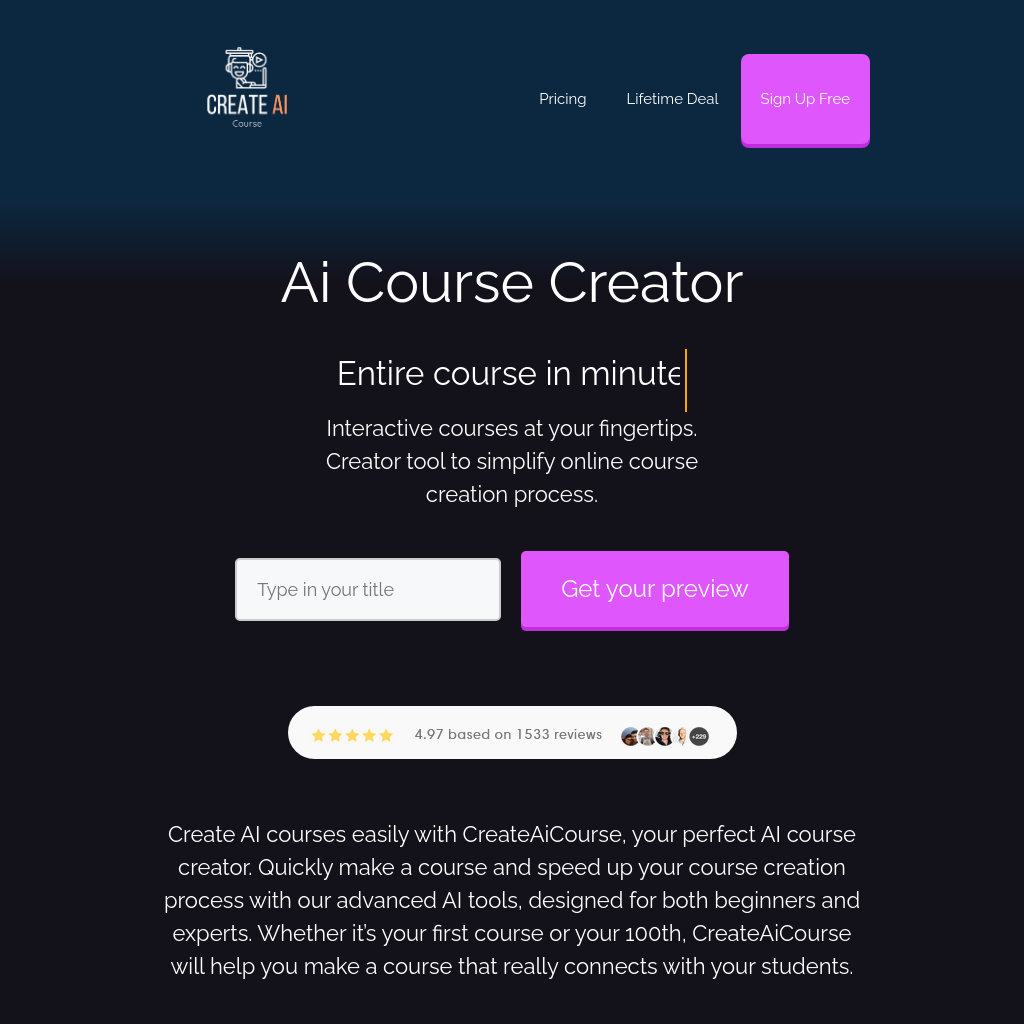 CREATE AI
Course
Pricing
Lifetime Deal
Sign Up Free
Ai Course Creator
Entire course in minute
Interactive courses at your fingertips.
Creator tool to simplify online course
creation process.
Type in your title
Get your preview
4.97 based on 1533 reviews
+229
Create AI courses easily with CreateAiCourse, your perfect AI course
creator. Quickly make a course and speed up your course creation
process with our advanced AI tools, designed for both beginners and
experts. Whether it’s your first course or your 100th, CreateAiCourse
will help you make a course that really connects with your students.